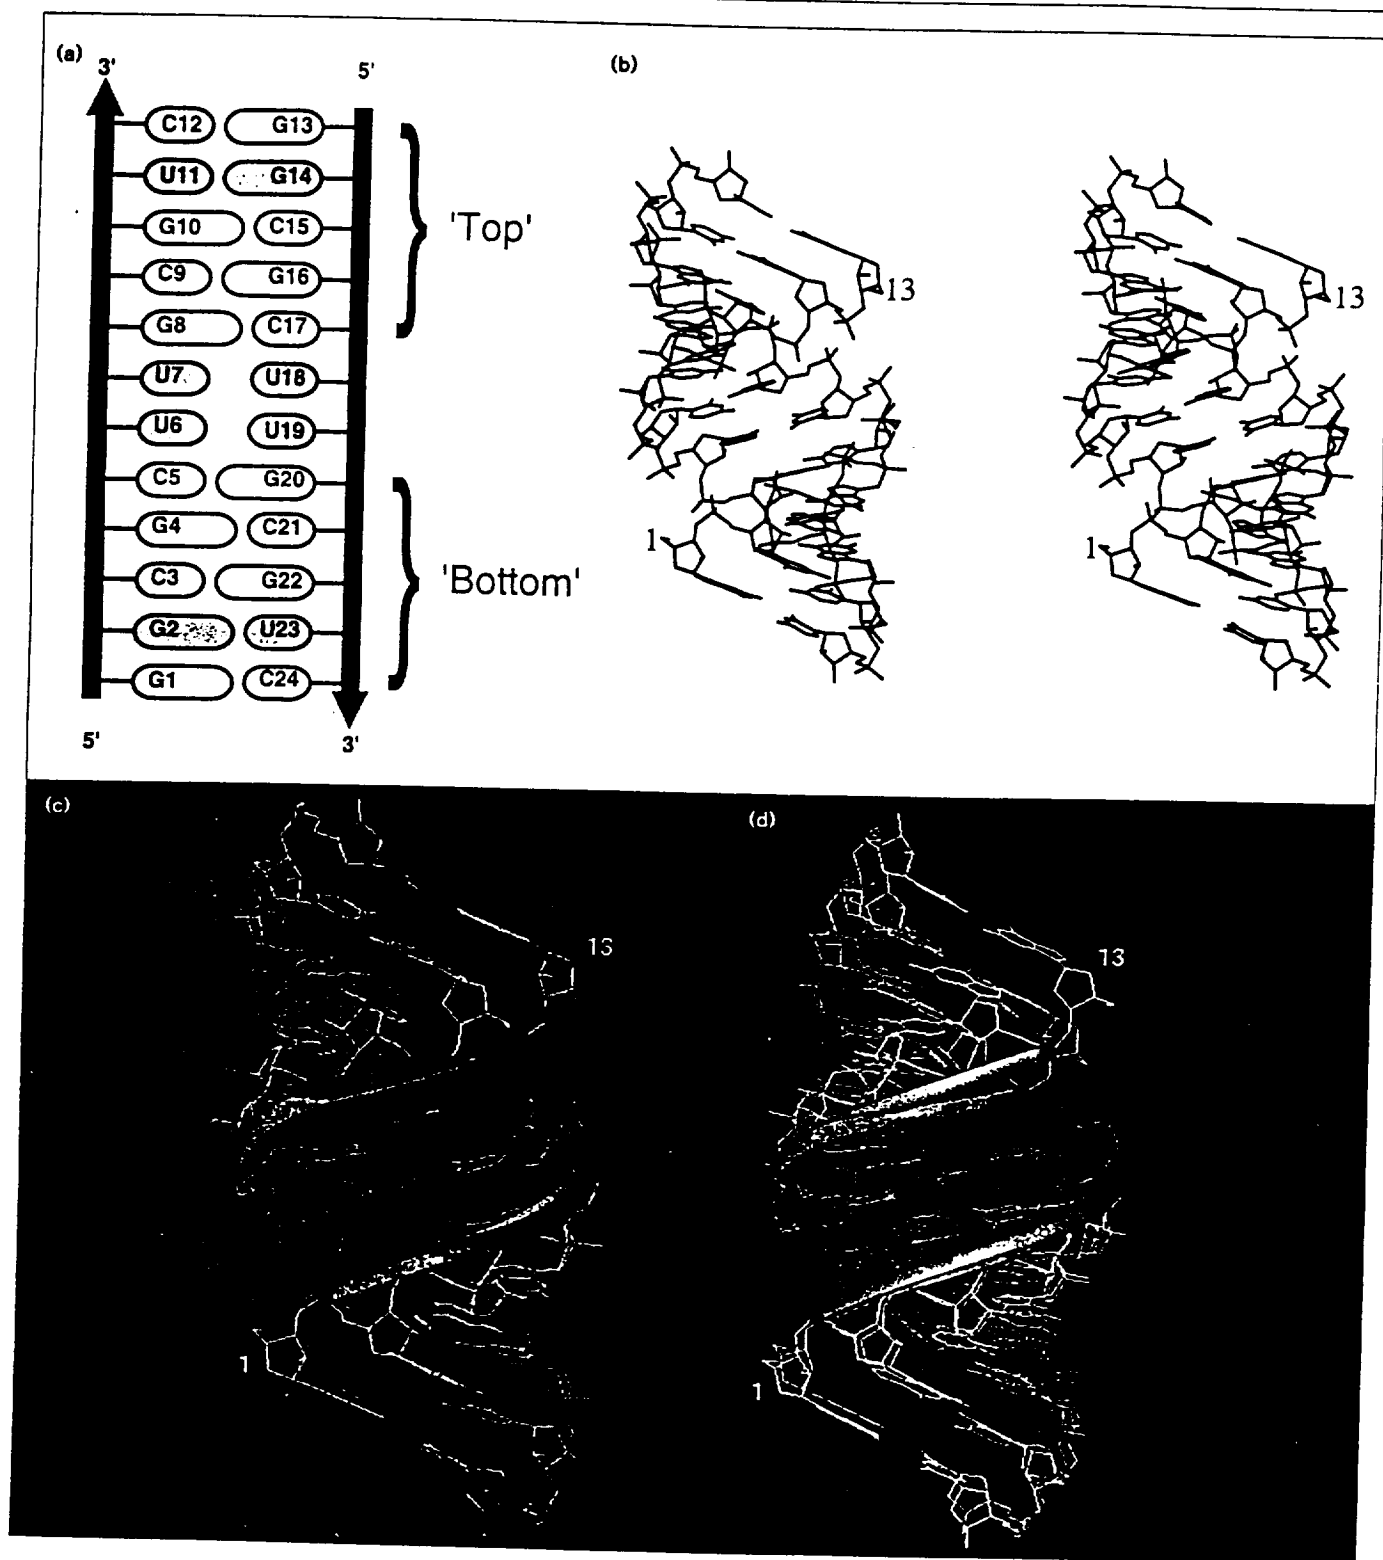 (a)
3' 5'
C12 G13
U11 G14
G10 C15
C9 G16
G8 C17
'Top'
U7 U18
U6 U19
C5 G20
G4 C21
C3 G22
G2 U23
G1 C24
'Bottom'
5' 3'
(b)
13
1
13
1
(c)
13
1
(d)
13
1